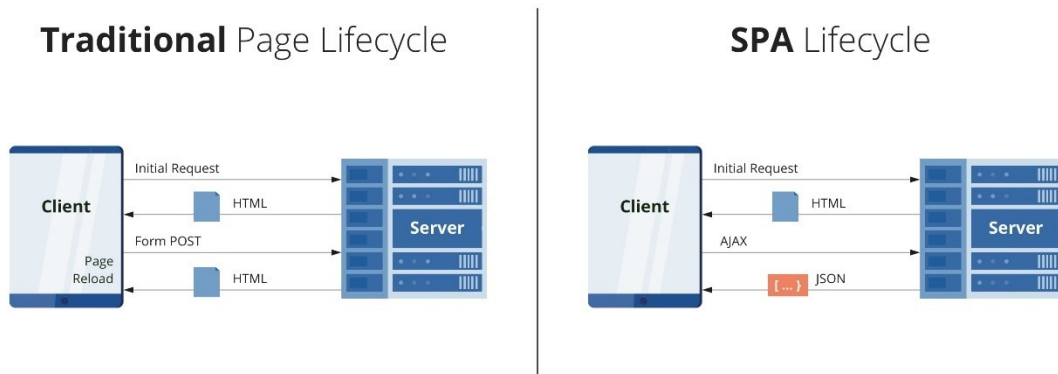 Traditional Page Lifecycle
Initial Request
HTML
Client
Server
Form POST
Page
Reload
HTML
SPA Lifecycle
Initial Request
HTML
Client
Server
AJAX
JSON
[ ... }